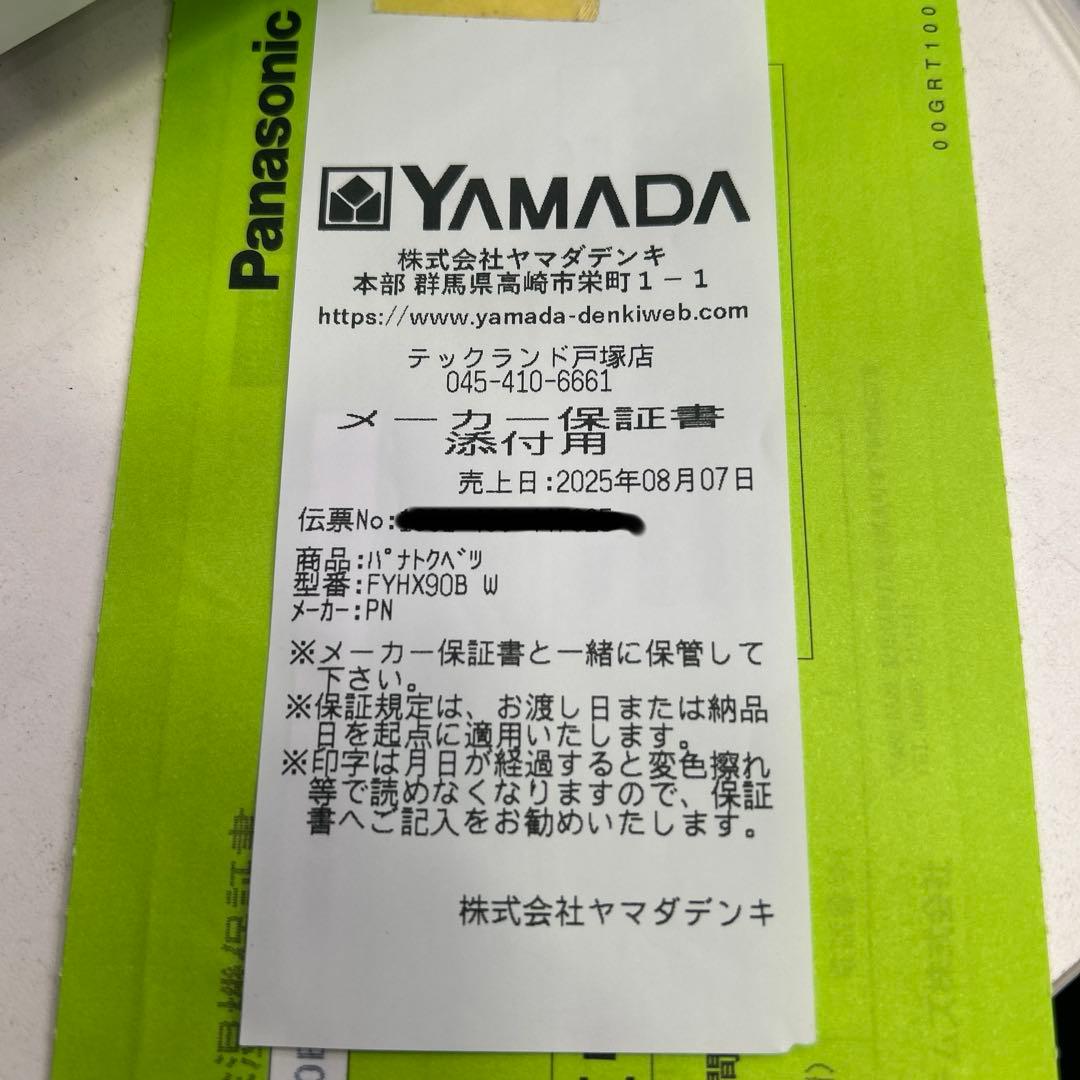 Panasonic
00GRT100
YAMADA
株式会社ヤマダデンキ
本部 群馬県高崎市栄町1-1
https://www.yamada-denkiweb.com
テックランド戸塚店
045-410-6661
メーカー保証書
添付用
売上日:2025年08月07日
伝票No:
商品:ﾊﾟﾅﾄｸﾍﾞﾂ
型番:FYHX90B W
ﾒｰｶｰ:PN
※メーカー保証書と一緒に保管して
下さい。
※保証規定は、お渡し日または納品
日を起点に適用いたします。
※印字は月日が経過すると変色擦れ
等で読めなくなりますので、保証
書へご記入をお勧めいたします。
株式会社ヤマダデンキ